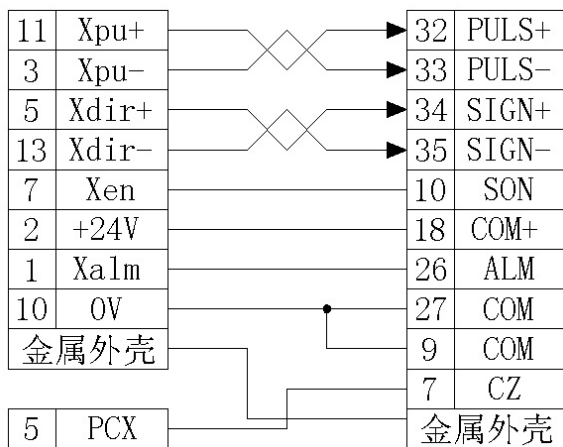 11 Xpu+ 32 PULS+
3 Xpu- 33 PULS-
5 Xdir+ 34 SIGN+
13 Xdir- 35 SIGN-
7 Xen 10 SON
2 +24V 18 COM+
1 Xalm 26 ALM
10 0V 27 COM
金属外壳 9 COM
7 CZ
5 PCX 金属外壳